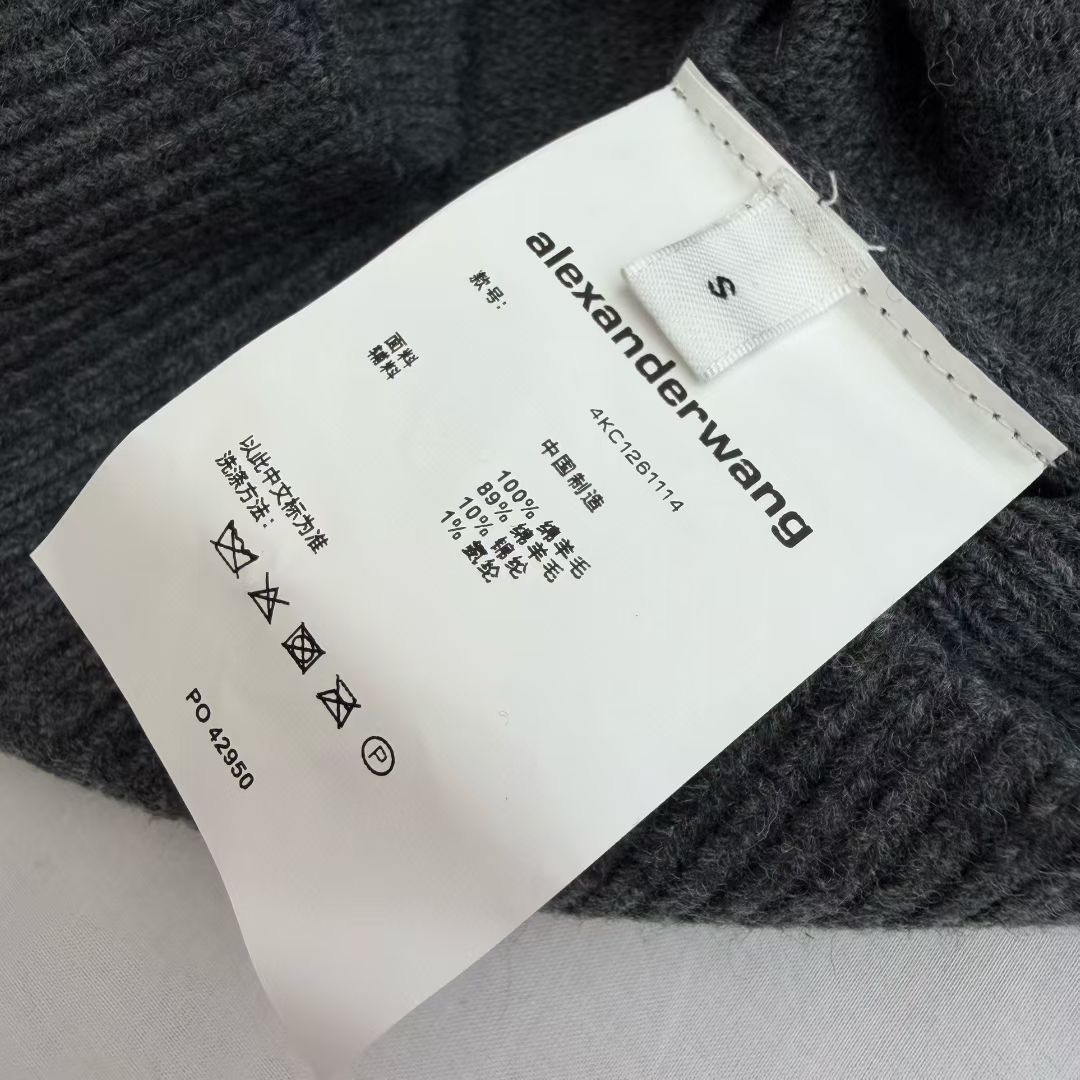 S
alexanderwang
款号: 4KC1261114
中国制造
面料 100% 绵羊毛
辅料 89% 绵羊毛
10% 锦纶
1% 氨纶
以此中文标为准
洗涤方法:
P
PO 42950